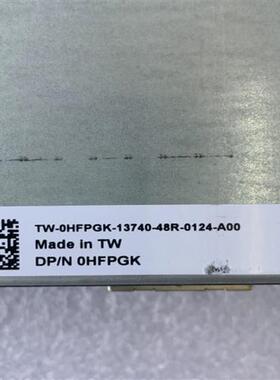 TW-0HFPGK-13740-48R-0124-A00
Made in TW
DP/N 0HFPGK